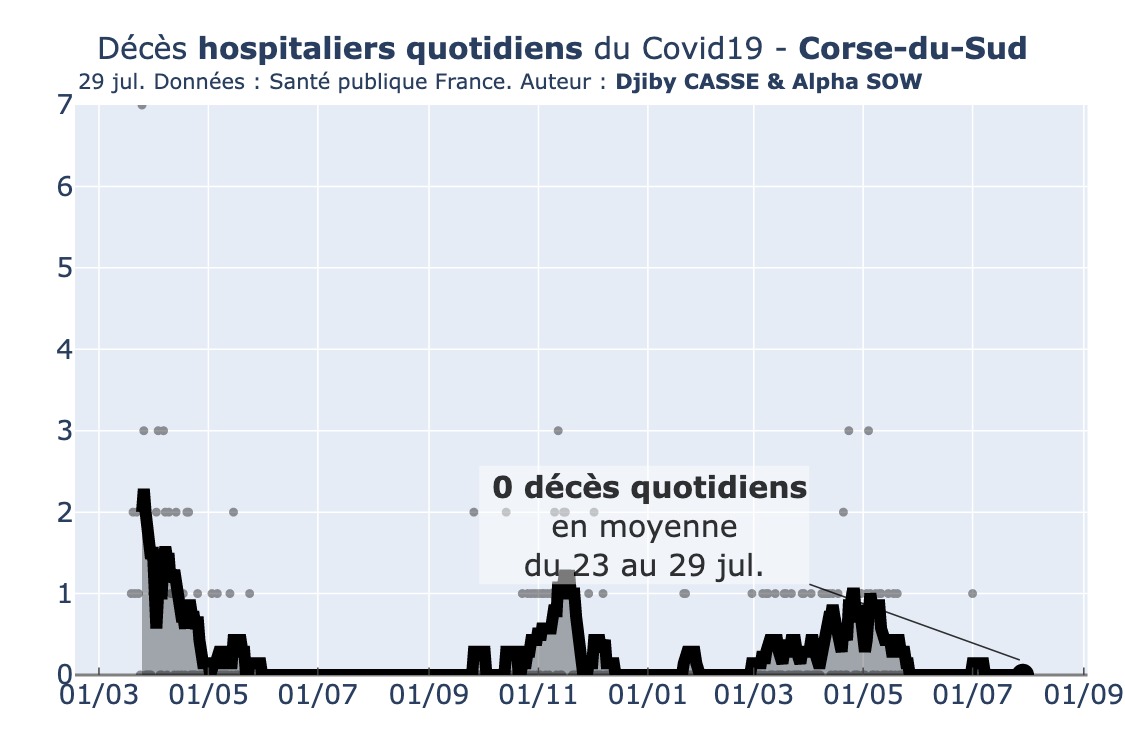 Décès hospitaliers quotidiens du Covid19 - Corse-du-Sud
29 jul. Données : Santé publique France. Auteur : Djiby CASSE & Alpha SOW
7
6
5
4
3
2
1
0
0 décès quotidiens
en moyenne
du 23 au 29 jul.
01/03 01/05 01/07 01/09 01/11 01/01 01/03 01/05 01/07 01/09